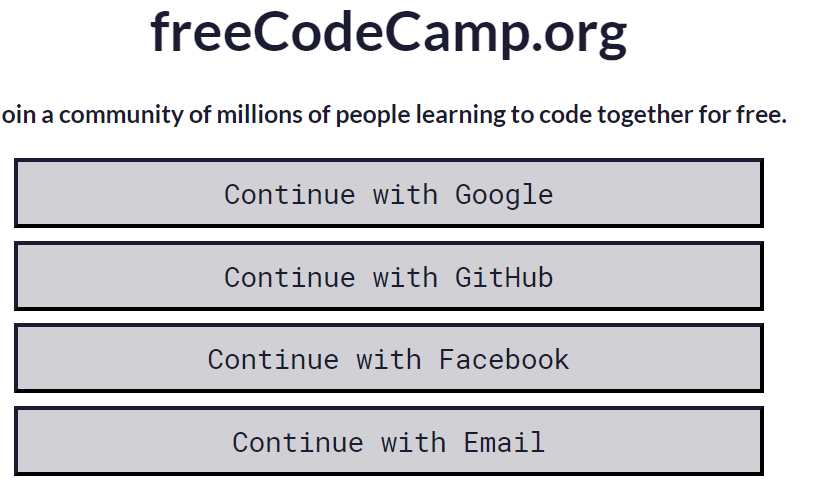 freeCodeCamp.org
oin a community of millions of people learning to code together for free.
Continue with Google
Continue with GitHub
Continue with Facebook
Continue with Email